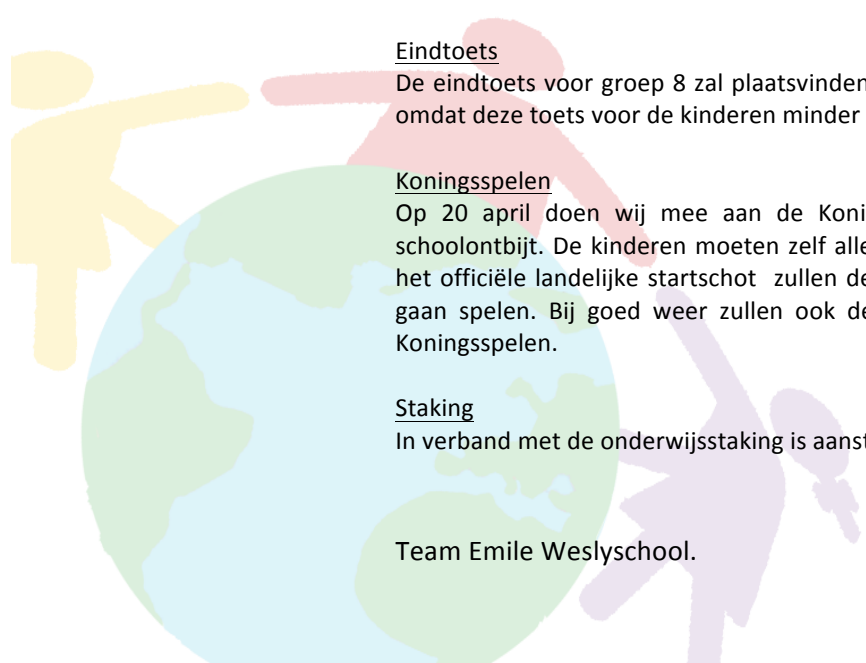 Eindtoets
De eindtoets voor groep 8 zal plaatsvinden
omdat deze toets voor de kinderen minder
Koningsspelen
Op 20 april doen wij mee aan de Koni
schoolontbijt. De kinderen moeten zelf alle
het officiële landelijke startschot zullen de
gaan spelen. Bij goed weer zullen ook de
Koningsspelen.
Staking
In verband met de onderwijsstaking is aanst
Team Emile Weslyschool.